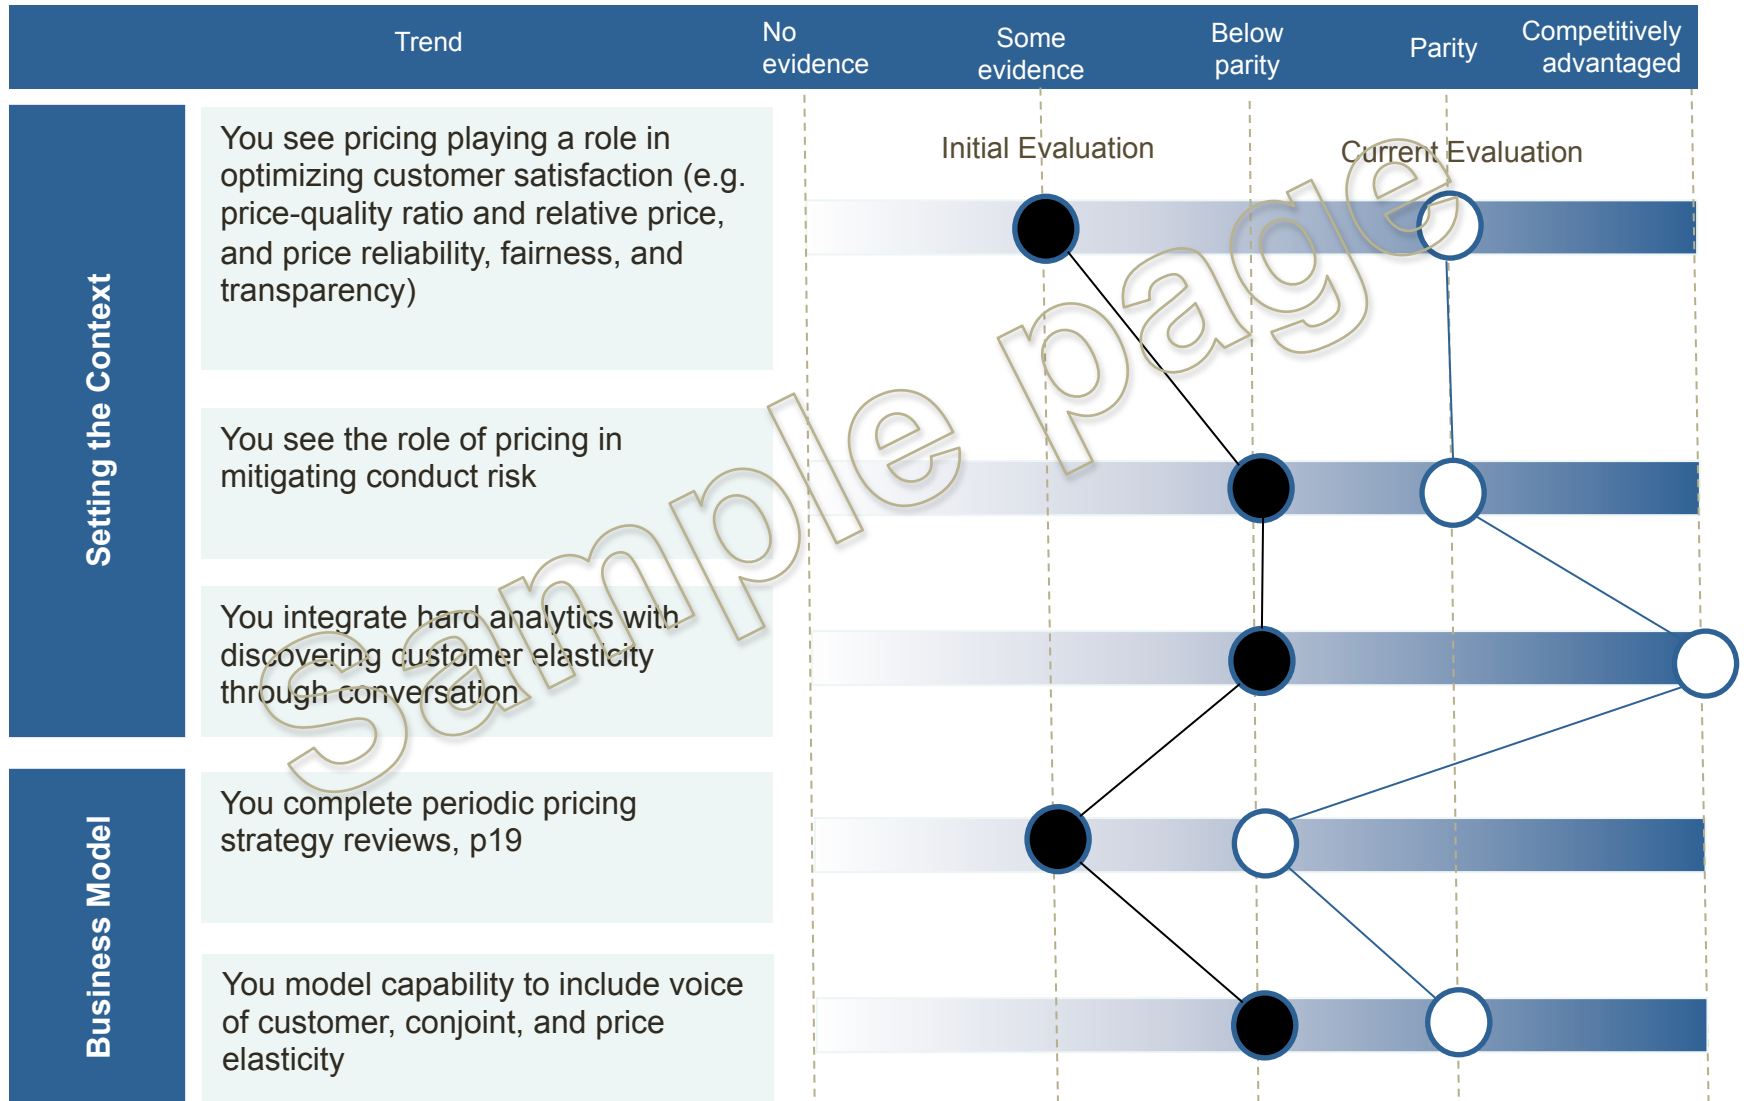 Trend
No
evidence
Some
evidence
Below
parity
Parity
Competitively
advantaged
Setting the Context
You see pricing playing a role in
optimizing customer satisfaction (e.g.
price-quality ratio and relative price,
and price reliability, fairness, and
transparency)
Initial Evaluation
Current Evaluation
You see the role of pricing in
mitigating conduct risk
You integrate hard analytics with
discovering customer elasticity
through conversation
Business Model
You complete periodic pricing
strategy reviews, p19
You model capability to include voice
of customer, conjoint, and price
elasticity
Sample page